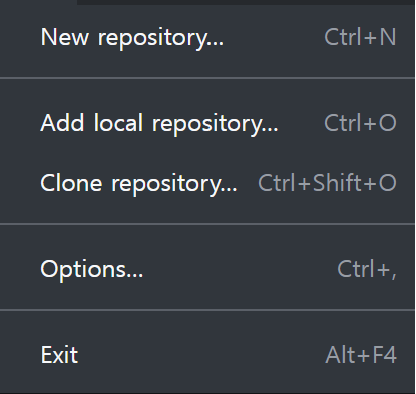 New repository... Ctrl+N
Add local repository... Ctrl+O
Clone repository... Ctrl+Shift+O
Options... Ctrl+,
Exit Alt+F4